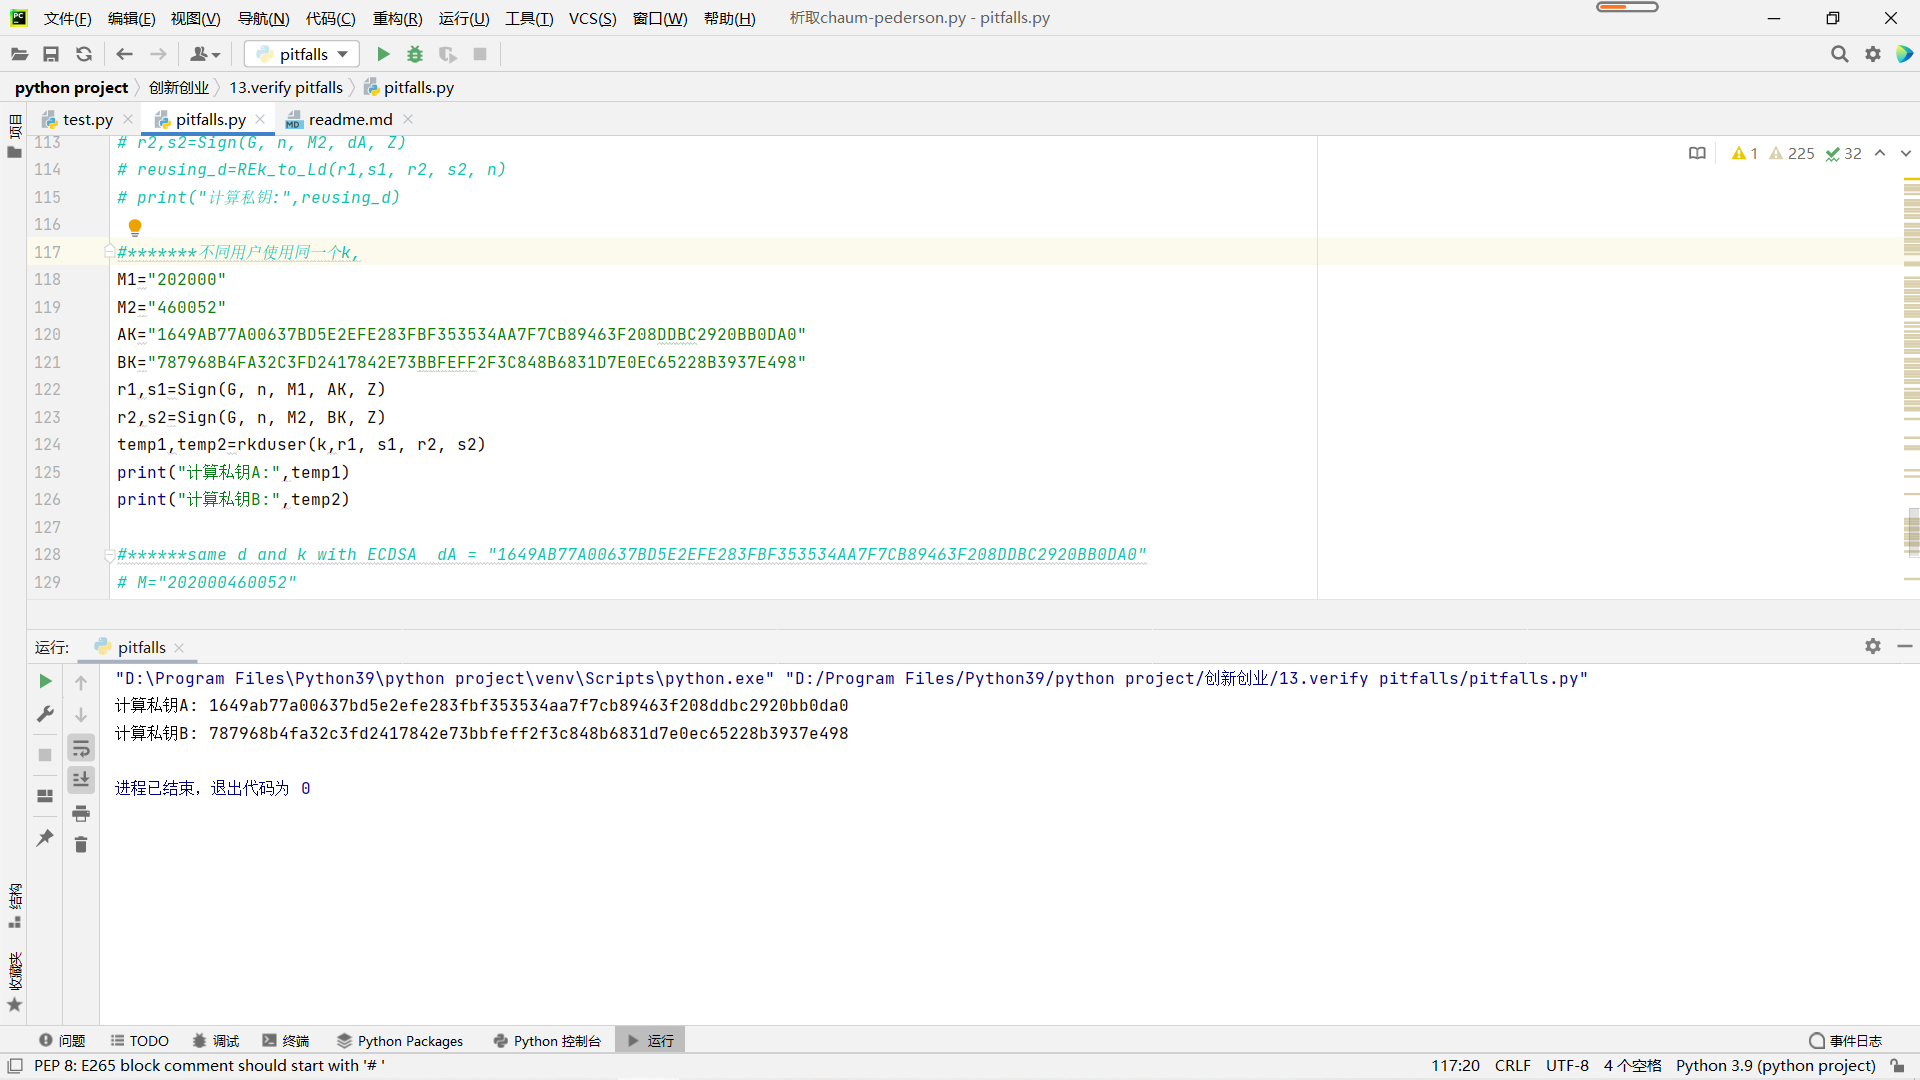 文件(F) 编辑(E) 视图(V) 导航(N) 代码(C) 重构(R) 运行(U) 工具(T) VCS(S) 窗口(W) 帮助(H) 析取chaum-pederson.py - pitfalls.py
pitfalls
python project 创新创业 13.verify pitfalls pitfalls.py
test.py pitfalls.py readme.md
项目
1 225 32
113 # r2,s2=Sign(G, n, M2, dA, Z)
114 # reusing_d=REk_to_Ld(r1,s1, r2, s2, n)
115 # print("计算私钥:",reusing_d)
116
117 #*******不同用户使用同一个k,
118 M1="202000"
119 M2="460052"
120 AK="1649AB77A00637BD5E2EFE283FBF353534AA7F7CB89463F208DDBC2920BB0DA0"
121 BK="787968B4FA32C3FD2417842E73BBFEFF2F3C848B6831D7E0EC65228B3937E498"
122 r1,s1=Sign(G, n, M1, AK, Z)
123 r2,s2=Sign(G, n, M2, BK, Z)
124 temp1,temp2=rkduser(k,r1, s1, r2, s2)
125 print("计算私钥A:",temp1)
126 print("计算私钥B:",temp2)
127
128 #******same d and k with ECDSA  dA = "1649AB77A00637BD5E2EFE283FBF353534AA7F7CB89463F208DDBC2920BB0DA0"
129 # M="202000460052"
运行: pitfalls
"D:\Program Files\Python39\python project\venv\Scripts\python.exe" "D:/Program Files/Python39/python project/创新创业/13.verify pitfalls/pitfalls.py"
计算私钥A: 1649ab77a00637bd5e2efe283fbf353534aa7f7cb89463f208ddbc2920bb0da0
计算私钥B: 787968b4fa32c3fd2417842e73bbfeff2f3c848b6831d7e0ec65228b3937e498
进程已结束，退出代码为 0
结构
收藏夹
问题 TODO 调试 终端 Python Packages Python 控制台 运行 事件日志
PEP 8: E265 block comment should start with '# ' 117:20 CRLF UTF-8 4 个空格 Python 3.9 (python project)